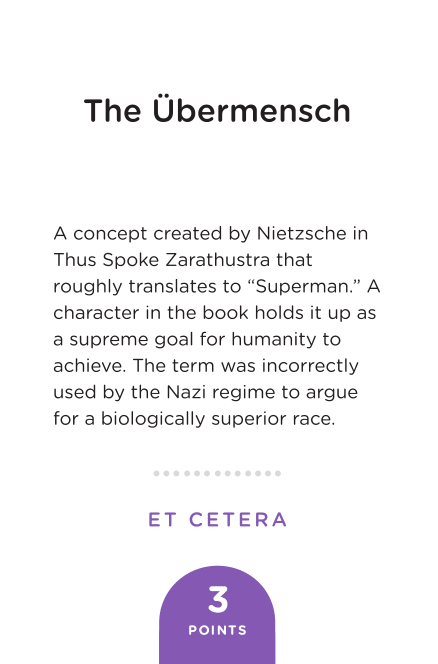 The Übermensch
A concept created by Nietzsche in
Thus Spoke Zarathustra that
roughly translates to “Superman.” A
character in the book holds it up as
a supreme goal for humanity to
achieve. The term was incorrectly
used by the Nazi regime to argue
for a biologically superior race.
ET CETERA
3
POINTS